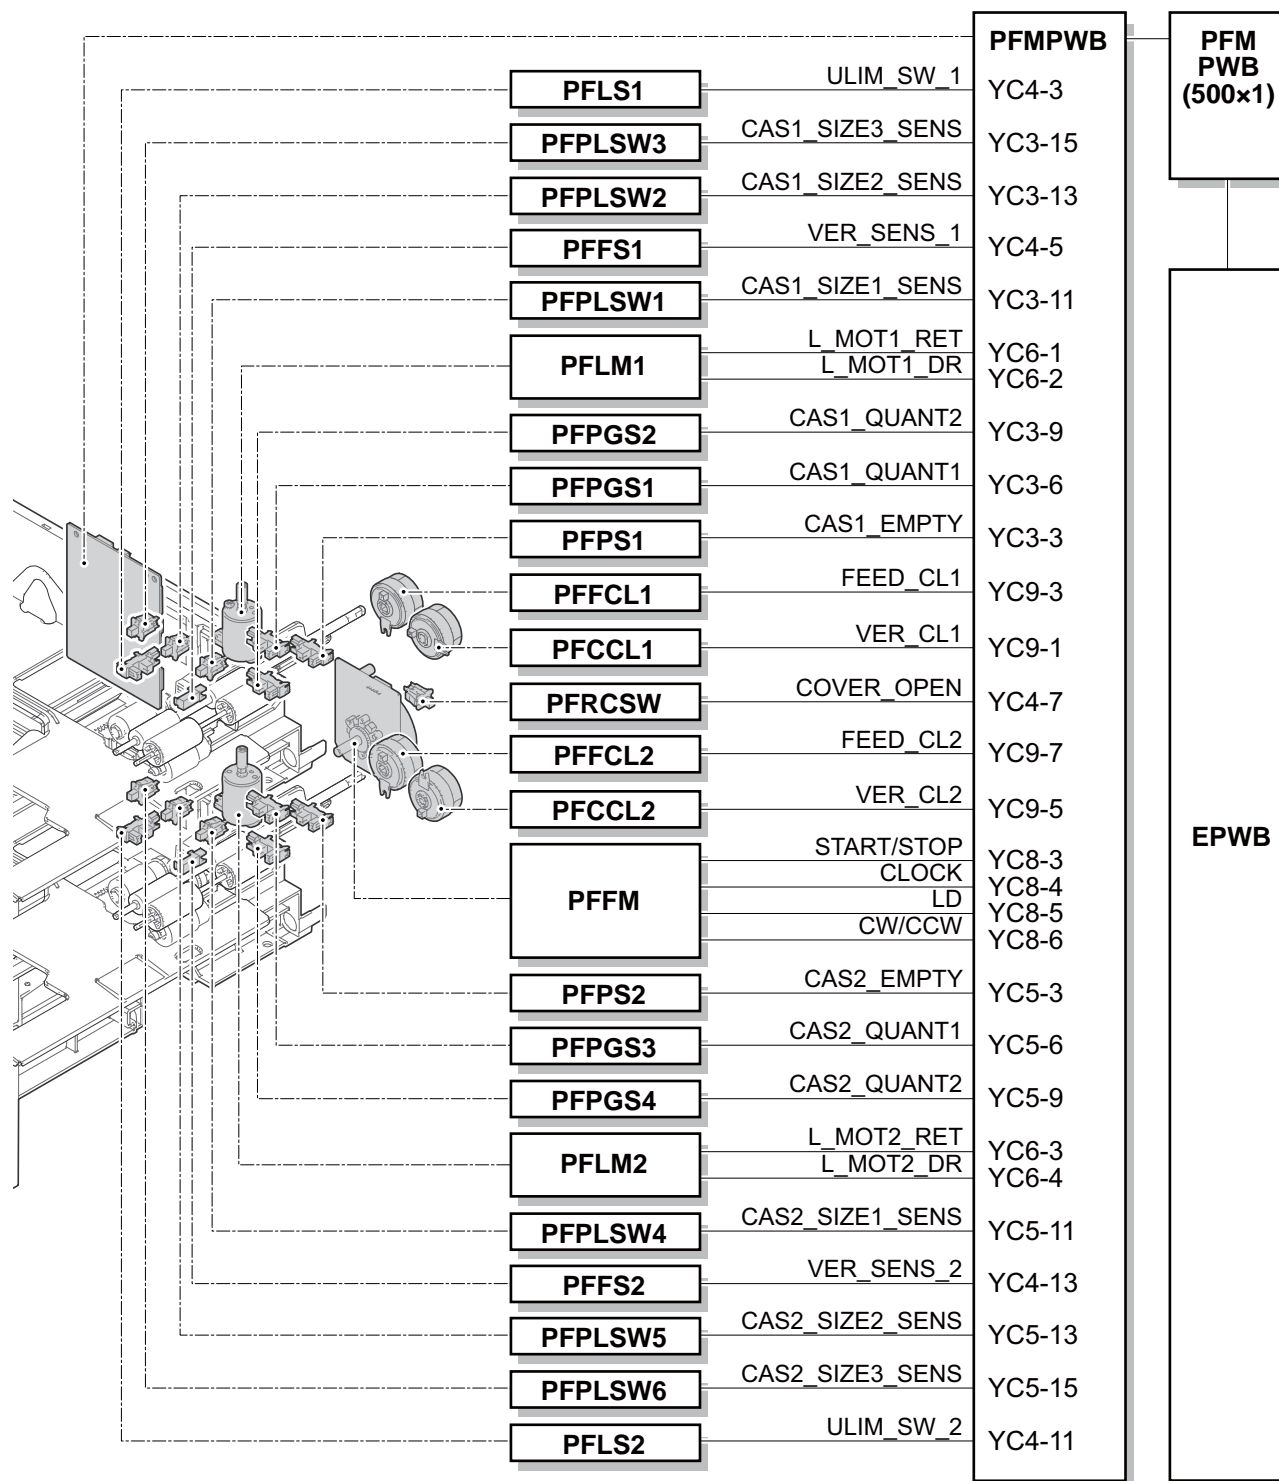 PFMPWB
PFM
PWB
(500×1)
PFLS1 ULIM_SW_1 YC4-3
PFPLSW3 CAS1_SIZE3_SENS YC3-15
PFPLSW2 CAS1_SIZE2_SENS YC3-13
PFFS1 VER_SENS_1 YC4-5
PFPLSW1 CAS1_SIZE1_SENS YC3-11
PFLM1 L_MOT1_RET YC6-1
L_MOT1_DR YC6-2
PFPGS2 CAS1_QUANT2 YC3-9
PFPGS1 CAS1_QUANT1 YC3-6
PFPS1 CAS1_EMPTY YC3-3
PFFCL1 FEED_CL1 YC9-3
PFCCL1 VER_CL1 YC9-1
PFRCSW COVER_OPEN YC4-7
PFFCL2 FEED_CL2 YC9-7
PFCCL2 VER_CL2 YC9-5
EPWB
PFFM START/STOP YC8-3
CLOCK YC8-4
LD YC8-5
CW/CCW YC8-6
PFPS2 CAS2_EMPTY YC5-3
PFPGS3 CAS2_QUANT1 YC5-6
PFPGS4 CAS2_QUANT2 YC5-9
PFLM2 L_MOT2_RET YC6-3
L_MOT2_DR YC6-4
PFPLSW4 CAS2_SIZE1_SENS YC5-11
PFFS2 VER_SENS_2 YC4-13
PFPLSW5 CAS2_SIZE2_SENS YC5-13
PFPLSW6 CAS2_SIZE3_SENS YC5-15
PFLS2 ULIM_SW_2 YC4-11